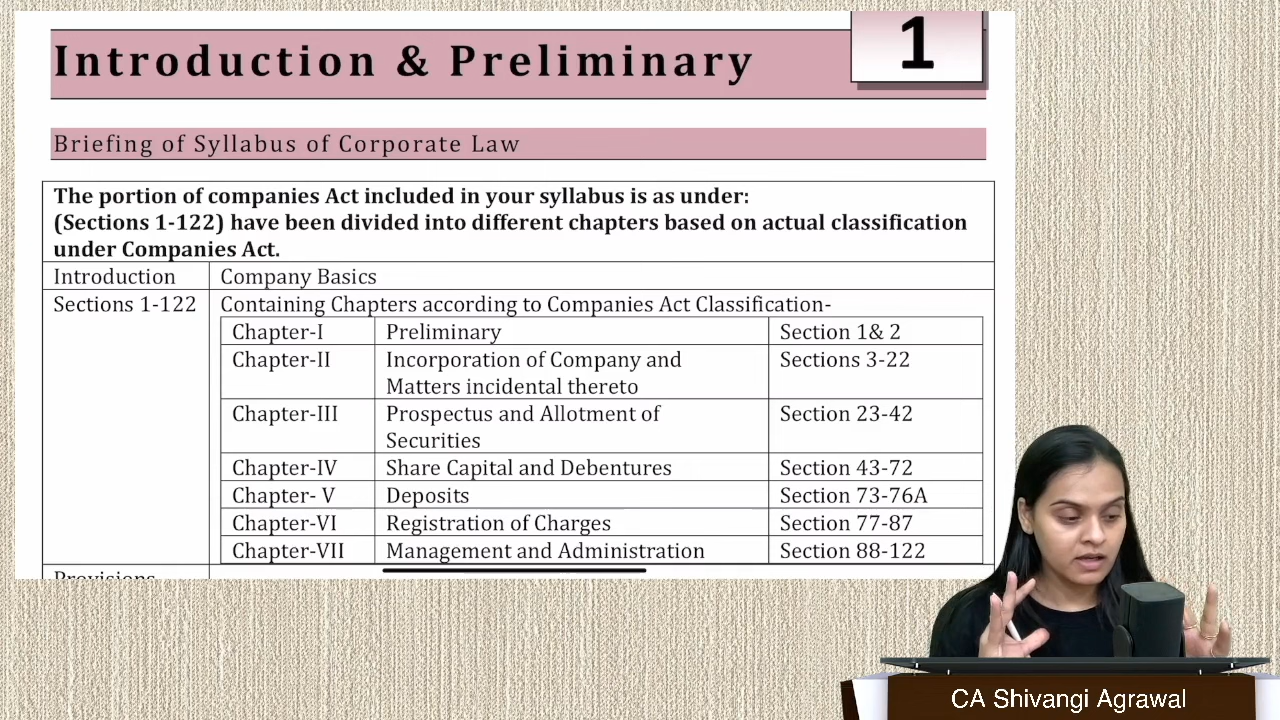 1
Introduction & Preliminary
Briefing of Syllabus of Corporate Law
The portion of companies Act included in your syllabus is as under:
(Sections 1-122) have been divided into different chapters based on actual classification
under Companies Act.
Introduction Company Basics
Sections 1-122 Containing Chapters according to Companies Act Classification-
Chapter-I Preliminary Section 1& 2
Chapter-II Incorporation of Company and Sections 3-22
Matters incidental thereto
Chapter-III Prospectus and Allotment of Section 23-42
Securities
Chapter-IV Share Capital and Debentures Section 43-72
Chapter- V Deposits Section 73-76A
Chapter-VI Registration of Charges Section 77-87
Chapter-VII Management and Administration Section 88-122
Provisions
CA Shivangi Agrawal